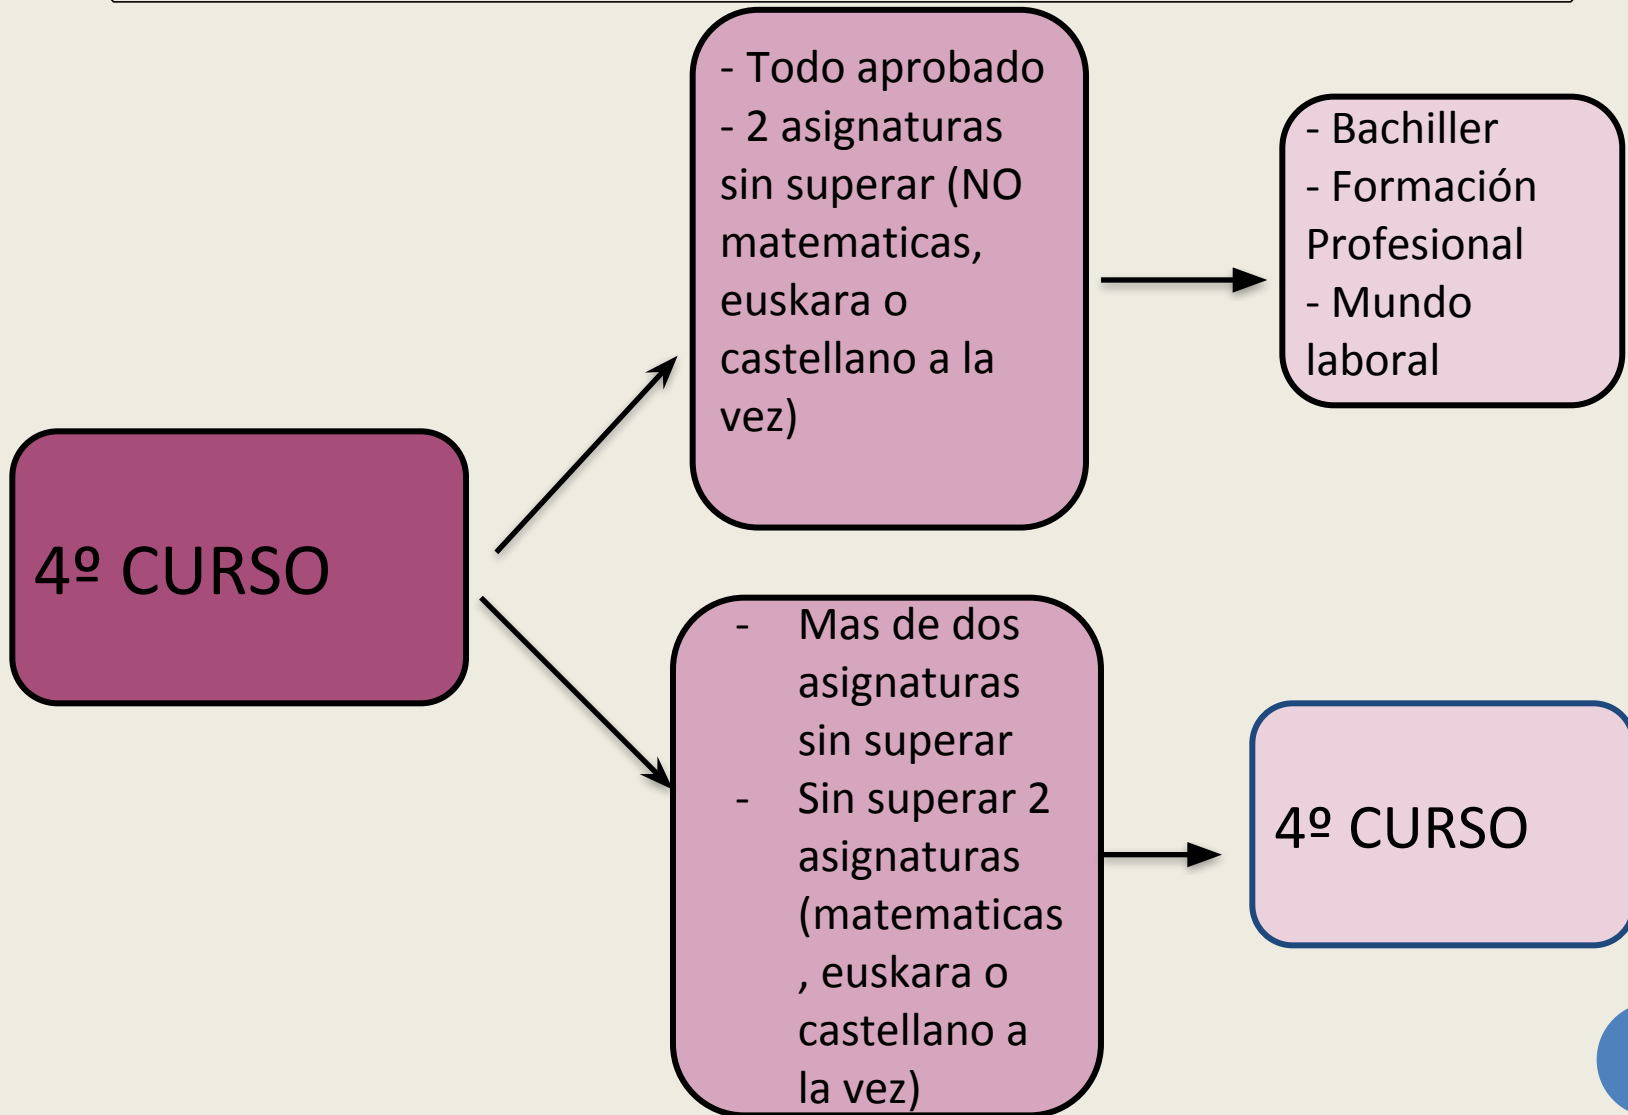 4º CURSO
- Todo aprobado
- 2 asignaturas
sin superar (NO
matematicas,
euskara o
castellano a la
vez)
- Bachiller
- Formación
Profesional
- Mundo
laboral
- Mas de dos
asignaturas
sin superar
- Sin superar 2
asignaturas
(matematicas
, euskara o
castellano a
la vez)
4º CURSO